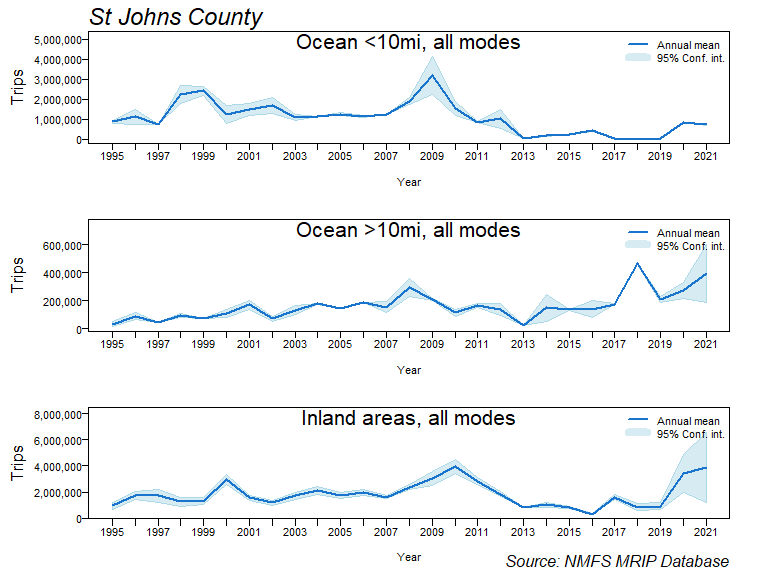 St Johns County
Ocean <10mi, all modes
Annual mean
95% Conf. int.
Trips
5,000,000
4,000,000
3,000,000
2,000,000
1,000,000
0
1995 1997 1999 2001 2003 2005 2007 2009 2011 2013 2015 2017 2019 2021
Year
Ocean >10mi, all modes
Annual mean
95% Conf. int.
Trips
600,000
400,000
200,000
0
1995 1997 1999 2001 2003 2005 2007 2009 2011 2013 2015 2017 2019 2021
Year
Inland areas, all modes
Annual mean
95% Conf. int.
Trips
8,000,000
6,000,000
4,000,000
2,000,000
0
1995 1997 1999 2001 2003 2005 2007 2009 2011 2013 2015 2017 2019 2021
Year
Source: NMFS MRIP Database